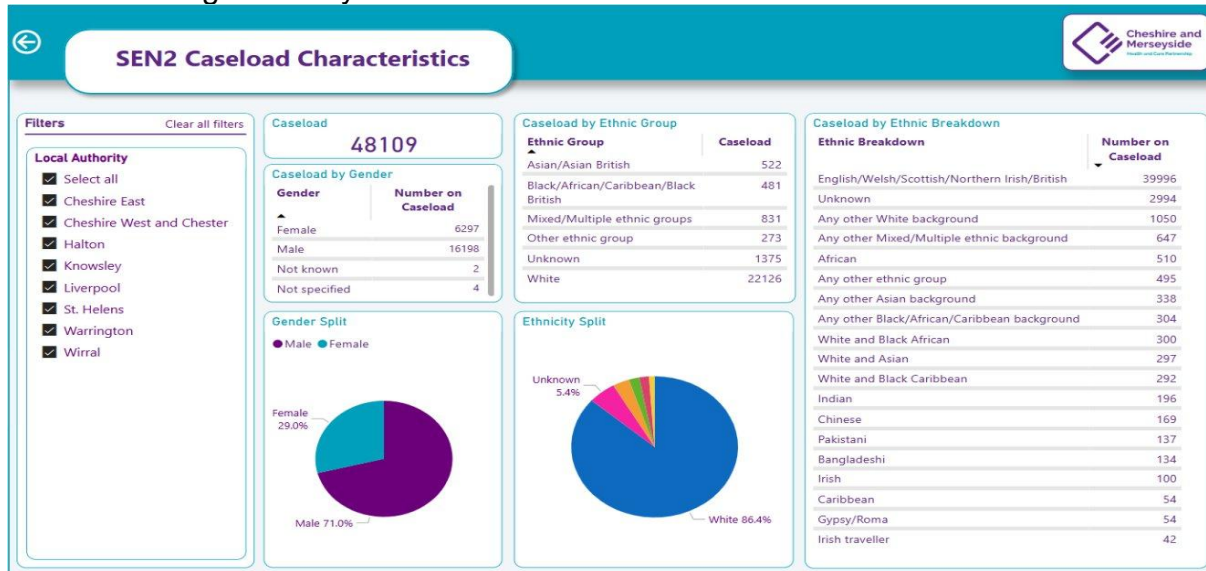 SEN2 Caseload Characteristics
Cheshire and
Merseyside
Health and Care Partnership
Filters Clear all filters
Local Authority
Select all
Cheshire East
Cheshire West and Chester
Halton
Knowsley
Liverpool
St. Helens
Warrington
Wirral
Caseload
48109
Caseload by Gender
Gender Number on
Caseload
Female 6297
Male 16198
Not known 2
Not specified 4
Gender Split
Male Female
Female
29.0%
Male 71.0%
Caseload by Ethnic Group
Ethnic Group Caseload
Asian/Asian British 522
Black/African/Caribbean/Black 481
British
Mixed/Multiple ethnic groups 831
Other ethnic group 273
Unknown 1375
White 22126
Ethnicity Split
Unknown
5.4%
White 86.4%
Caseload by Ethnic Breakdown
Ethnic Breakdown Number on
Caseload
English/Welsh/Scottish/Northern Irish/British 39996
Unknown 2994
Any other White background 1050
Any other Mixed/Multiple ethnic background 647
African 510
Any other ethnic group 495
Any other Asian background 338
Any other Black/African/Caribbean background 304
White and Black African 300
White and Asian 297
White and Black Caribbean 292
Indian 196
Chinese 169
Pakistani 137
Bangladeshi 134
Irish 100
Caribbean 54
Gypsy/Roma 54
Irish traveller 42